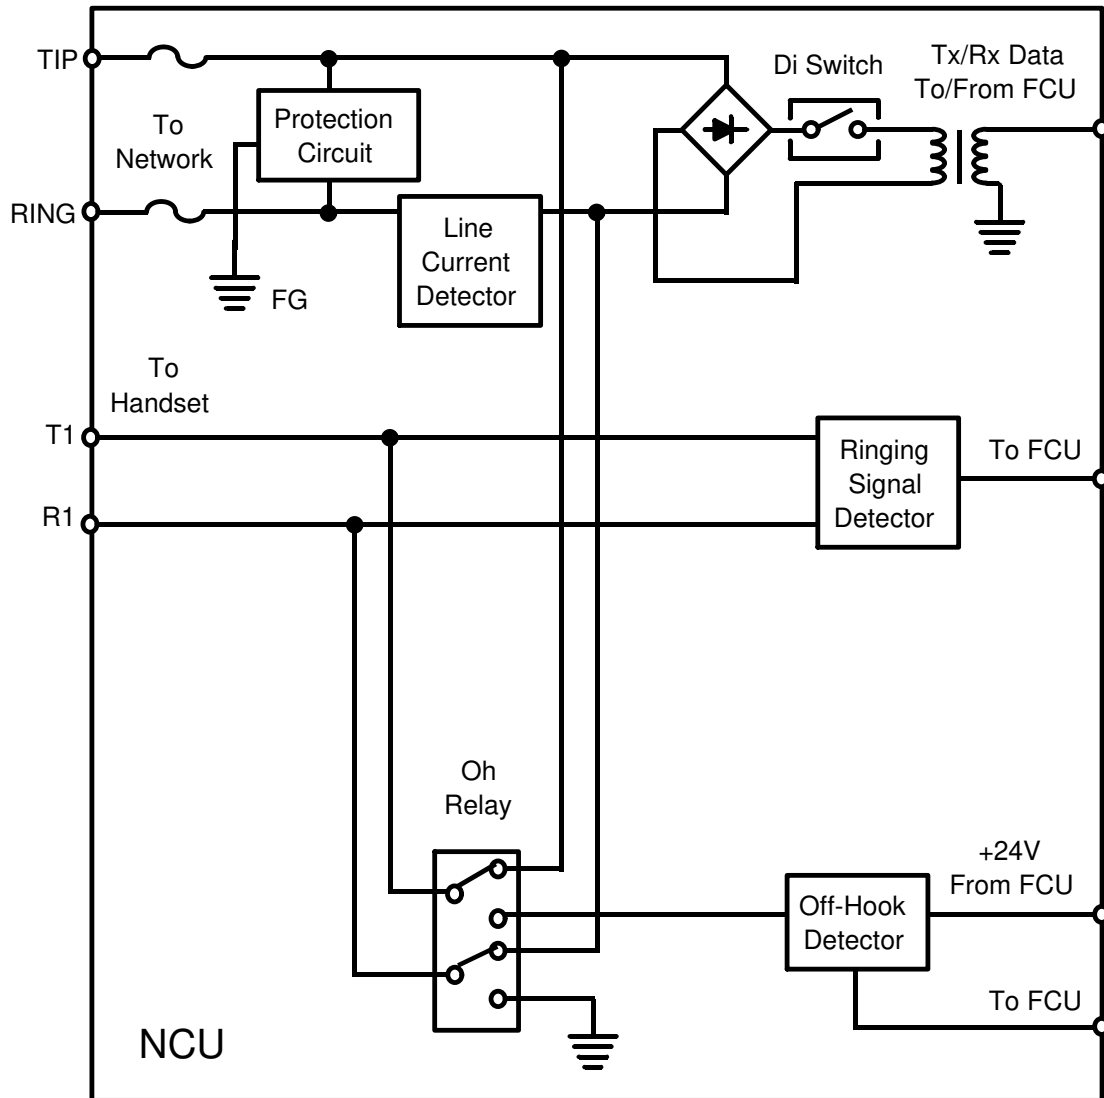 TIP
Di Switch
Tx/Rx Data
To/From FCU
To
Network
Protection
Circuit
RING
Line
Current
Detector
FG
To
Handset
T1
R1
Ringing
Signal
Detector
To FCU
Oh
Relay
+24V
From FCU
Off-Hook
Detector
To FCU
NCU